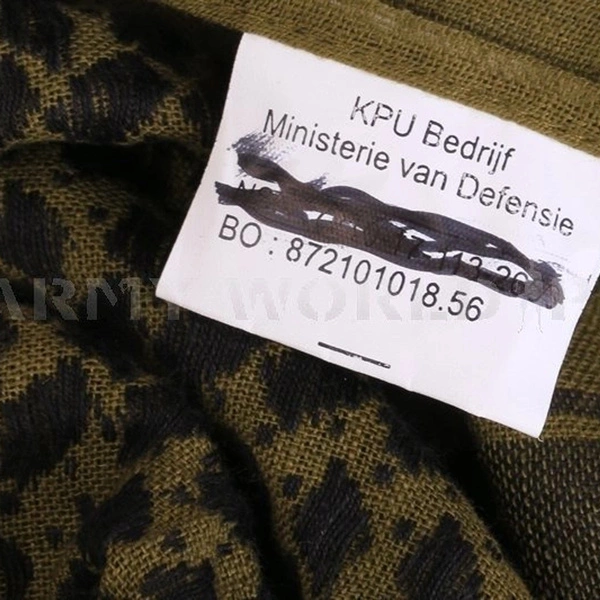 KPU Bedrijf
Ministerie van Defensie
BO : 872101018.56
ARMY WORLD